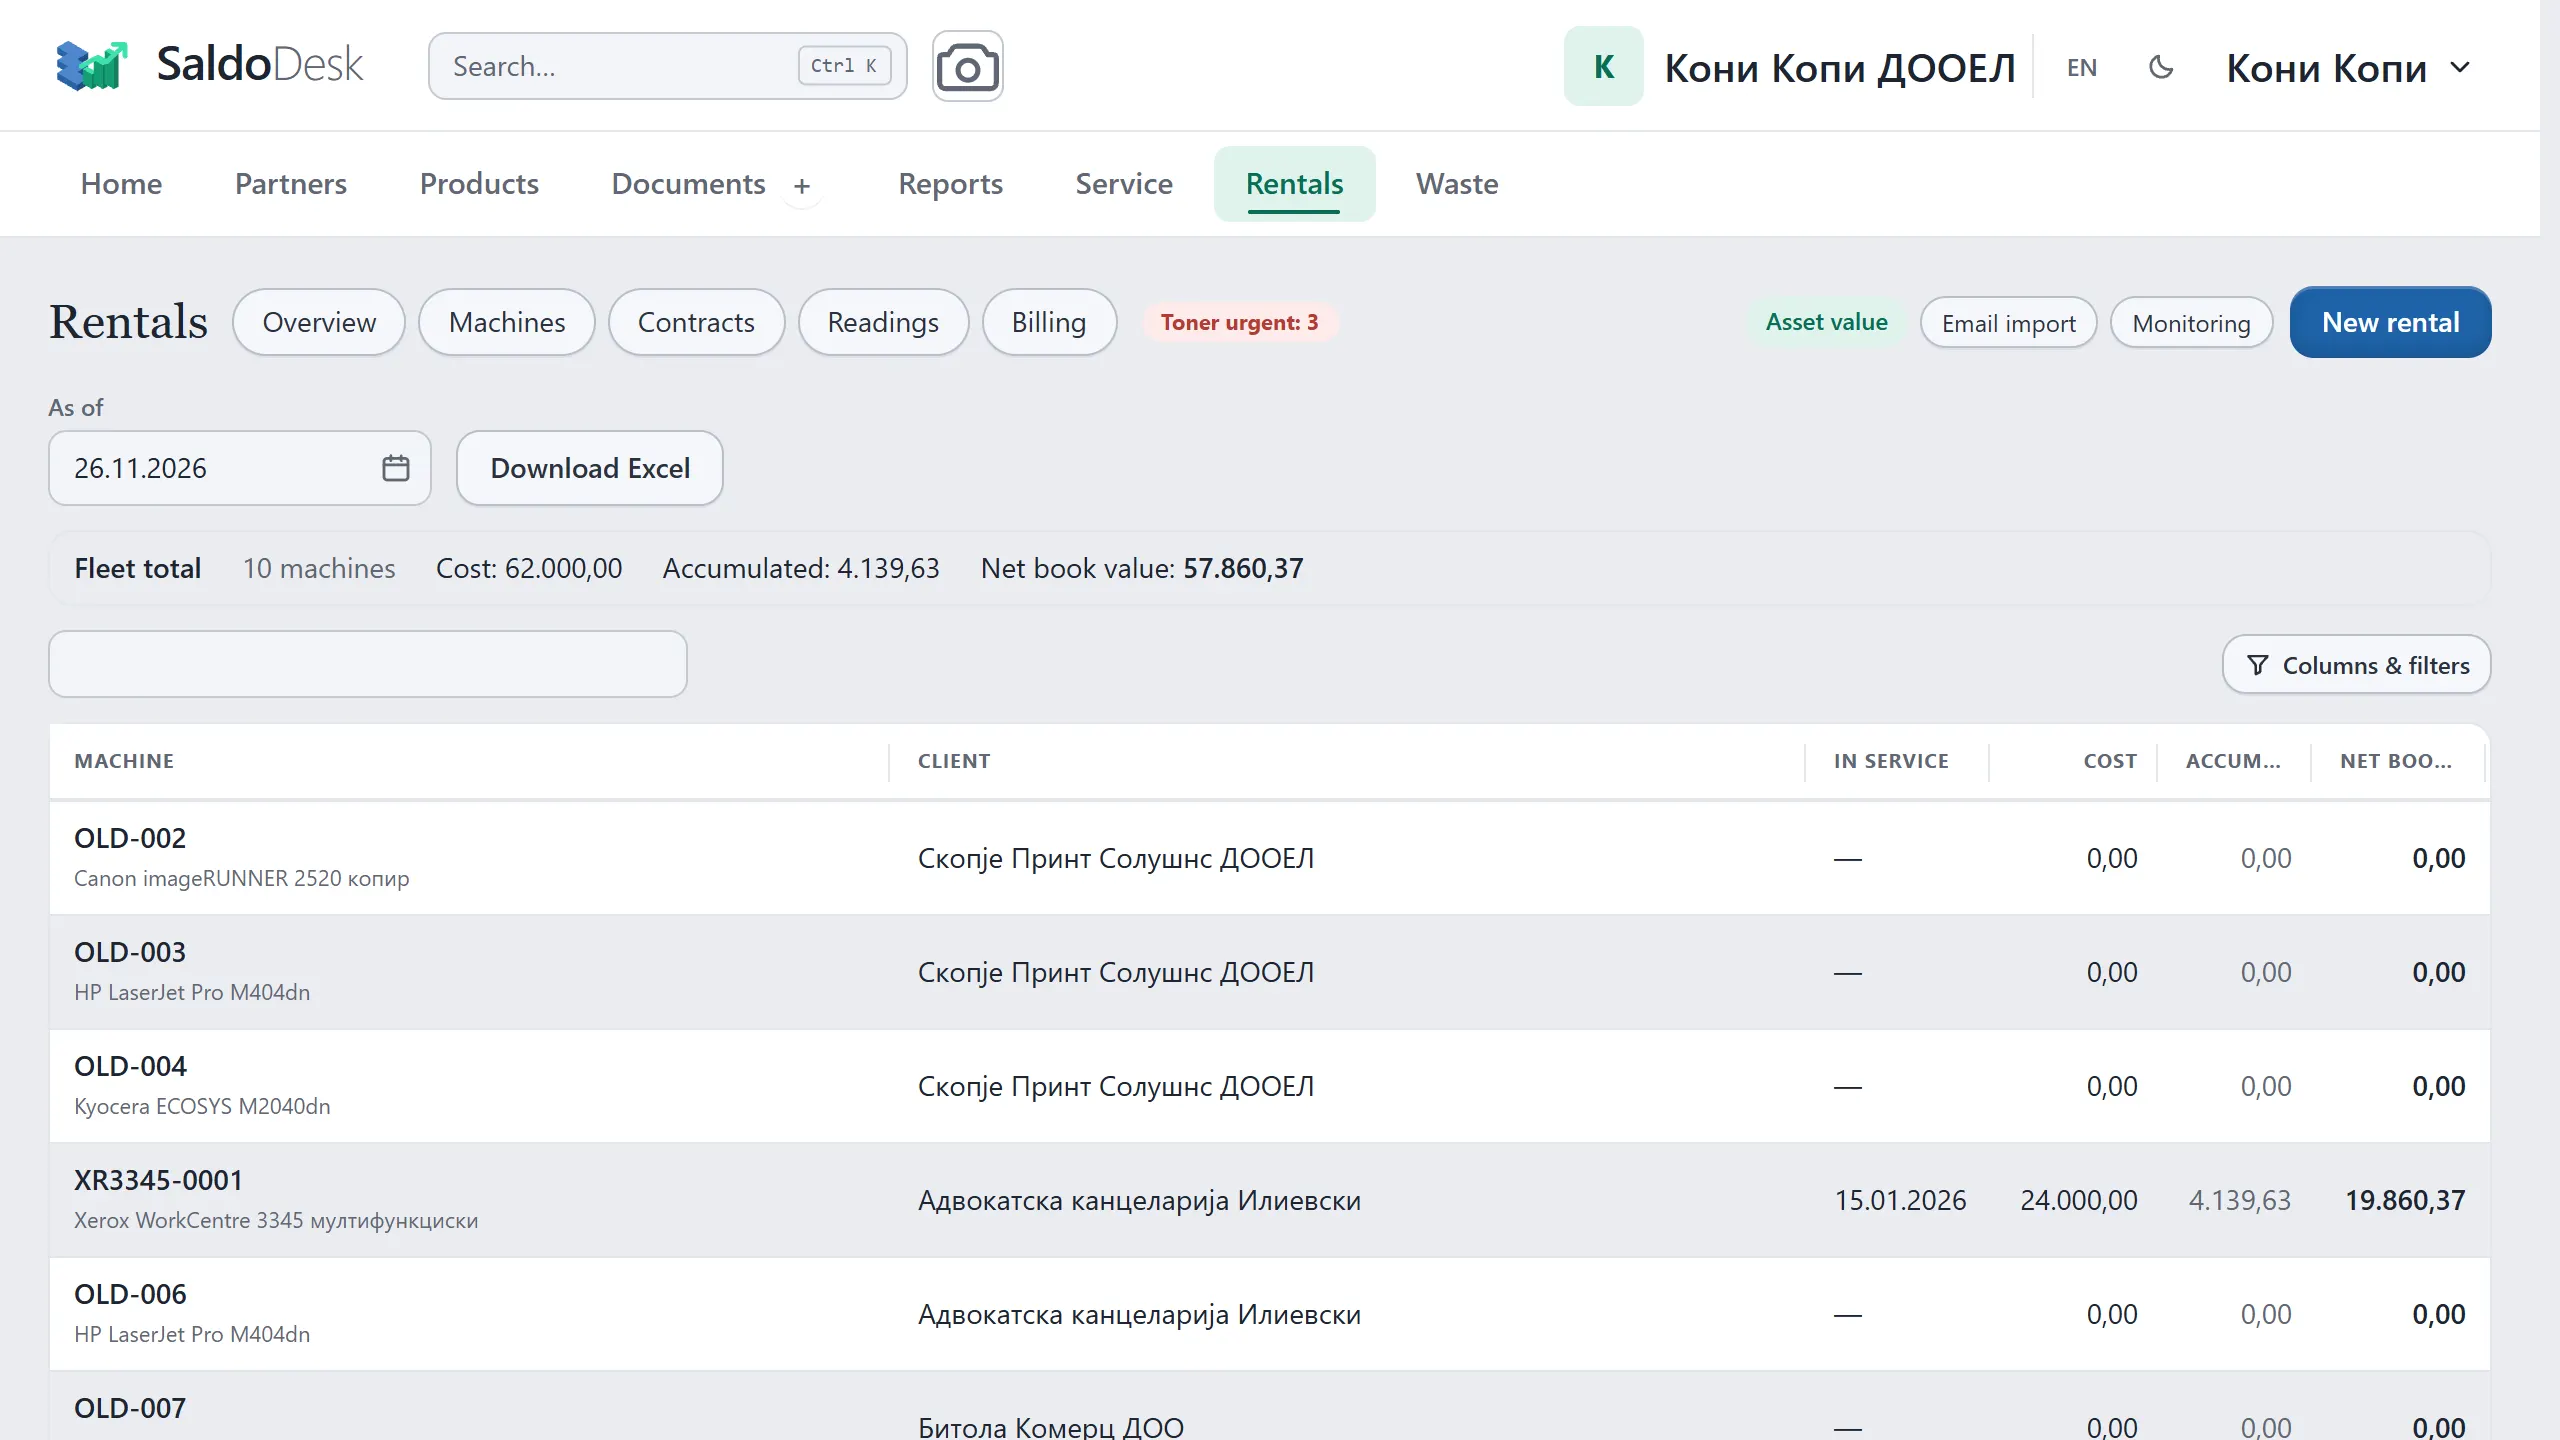 SaldoDesk
Search...
Ctrl K
K
Кони Копи ДООЕЛ
EN
Кони Копи
Home
Partners
Products
Documents +
Reports
Service
Rentals
Waste
Rentals
Overview
Machines
Contracts
Readings
Billing
Toner urgent: 3
Asset value
Email import
Monitoring
New rental
As of
26.11.2026
Download Excel
Fleet total 10 machines Cost: 62.000,00 Accumulated: 4.139,63 Net book value: 57.860,37
Columns & filters
MACHINE CLIENT IN SERVICE COST ACCUM... NET BOO...
OLD-002
Canon imageRUNNER 2520 копир
Скопје Принт Солушнс ДООЕЛ — 0,00 0,00 0,00
OLD-003
HP LaserJet Pro M404dn
Скопје Принт Солушнс ДООЕЛ — 0,00 0,00 0,00
OLD-004
Kyocera ECOSYS M2040dn
Скопје Принт Солушнс ДООЕЛ — 0,00 0,00 0,00
XR3345-0001
Xerox WorkCentre 3345 мултифункциски
Адвокатска канцеларија Илиевски 15.01.2026 24.000,00 4.139,63 19.860,37
OLD-006
HP LaserJet Pro M404dn
Адвокатска канцеларија Илиевски — 0,00 0,00 0,00
OLD-007
Битола Комерц ДОО — 0,00 0,00 0,00